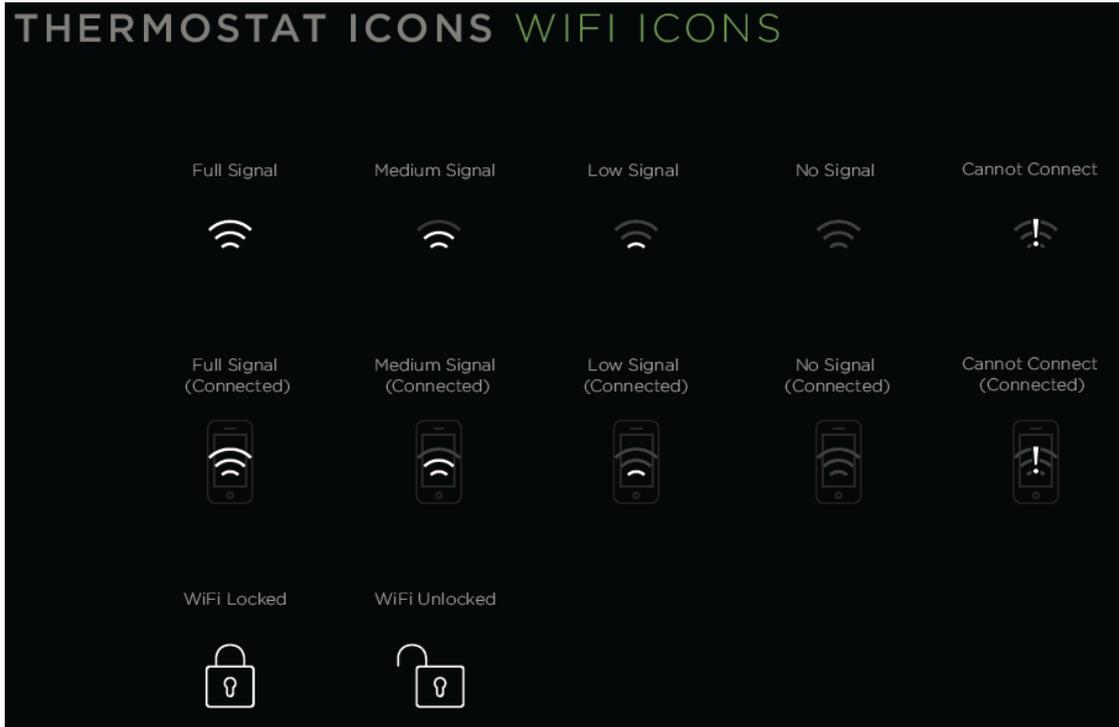 THERMOSTAT ICONS WIFI ICONS
Full Signal
Medium Signal
Low Signal
No Signal
Cannot Connect
Full Signal
(Connected)
Medium Signal
(Connected)
Low Signal
(Connected)
No Signal
(Connected)
Cannot Connect
(Connected)
WiFi Locked
WiFi Unlocked